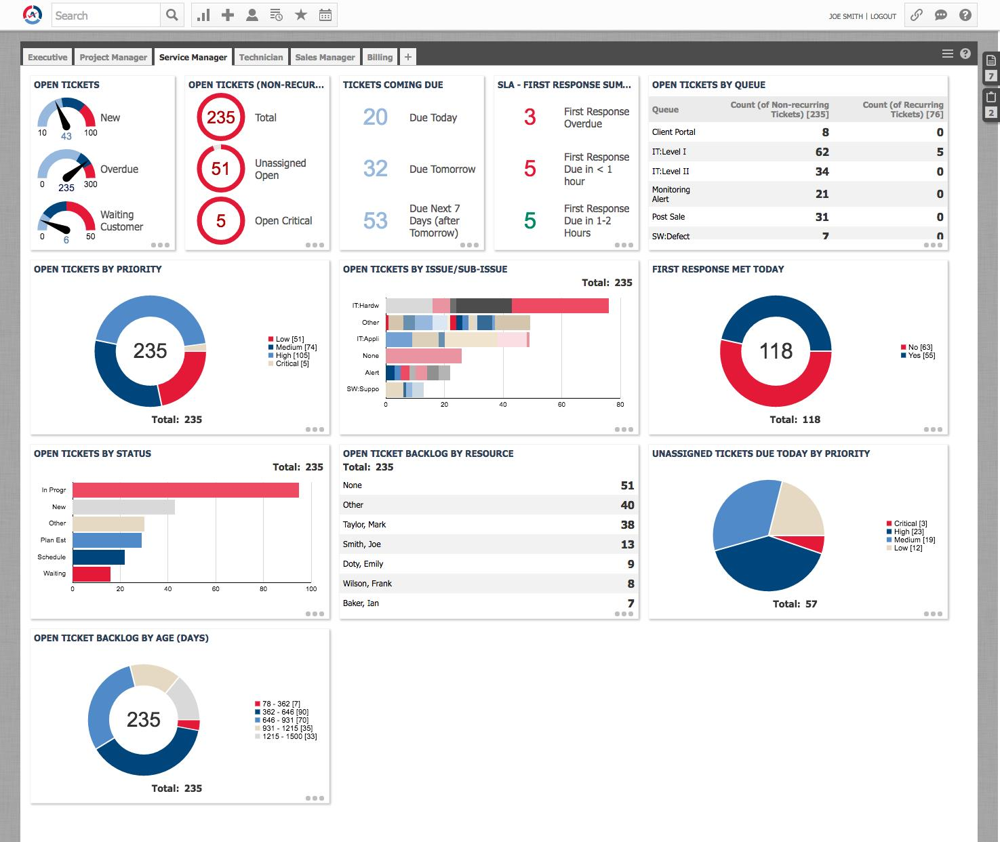 Search
JOE SMITH | LOGOUT
Executive
Project Manager
Service Manager
Technician
Sales Manager
Billing
+
7
2
OPEN TICKETS
New
10
43
100
Overdue
0
235
300
Waiting
Customer
0
6
50
OPEN TICKETS (NON-RECUR...
235
Total
51
Unassigned
Open
5
Open Critical
TICKETS COMING DUE
20
Due Today
32
Due Tomorrow
53
Due Next 7
Days (after
Tomorrow)
SLA - FIRST RESPONSE SUM...
3
First Response
Overdue
5
First Response
Due in < 1
hour
5
First Response
Due in 1-2
Hours
OPEN TICKETS BY QUEUE
Queue
Count (of Non-recurring
Tickets) [235]
Count (of Recurring
Tickets) [76]
Client Portal 8 0
IT:Level I 62 5
IT:Level II 34 0
Monitoring
Alert 21 0
Post Sale 31 0
SW:Defect 7 0
OPEN TICKETS BY PRIORITY
235
Low [51]
Medium [74]
High [105]
Critical [5]
Total: 235
OPEN TICKETS BY ISSUE/SUB-ISSUE
Total: 235
IT:Hardw
Other
IT:Appli
None
Alert
SW:Suppo
0 20 40 60 80
FIRST RESPONSE MET TODAY
118
No [63]
Yes [55]
Total: 118
OPEN TICKETS BY STATUS
Total: 235
In Progr
New
Other
Plan Est
Schedule
Waiting
0 20 40 60 80 100
OPEN TICKET BACKLOG BY RESOURCE
Total: 235
None 51
Other 40
Taylor, Mark 38
Smith, Joe 13
Doty, Emily 9
Wilson, Frank 8
Baker, Ian 7
UNASSIGNED TICKETS DUE TODAY BY PRIORITY
Critical [3]
High [23]
Medium [19]
Low [12]
Total: 57
OPEN TICKET BACKLOG BY AGE (DAYS)
235
78 - 362 [7]
362 - 646 [90]
646 - 931 [70]
931 - 1215 [35]
1215 - 1500 [33]
Total: 235